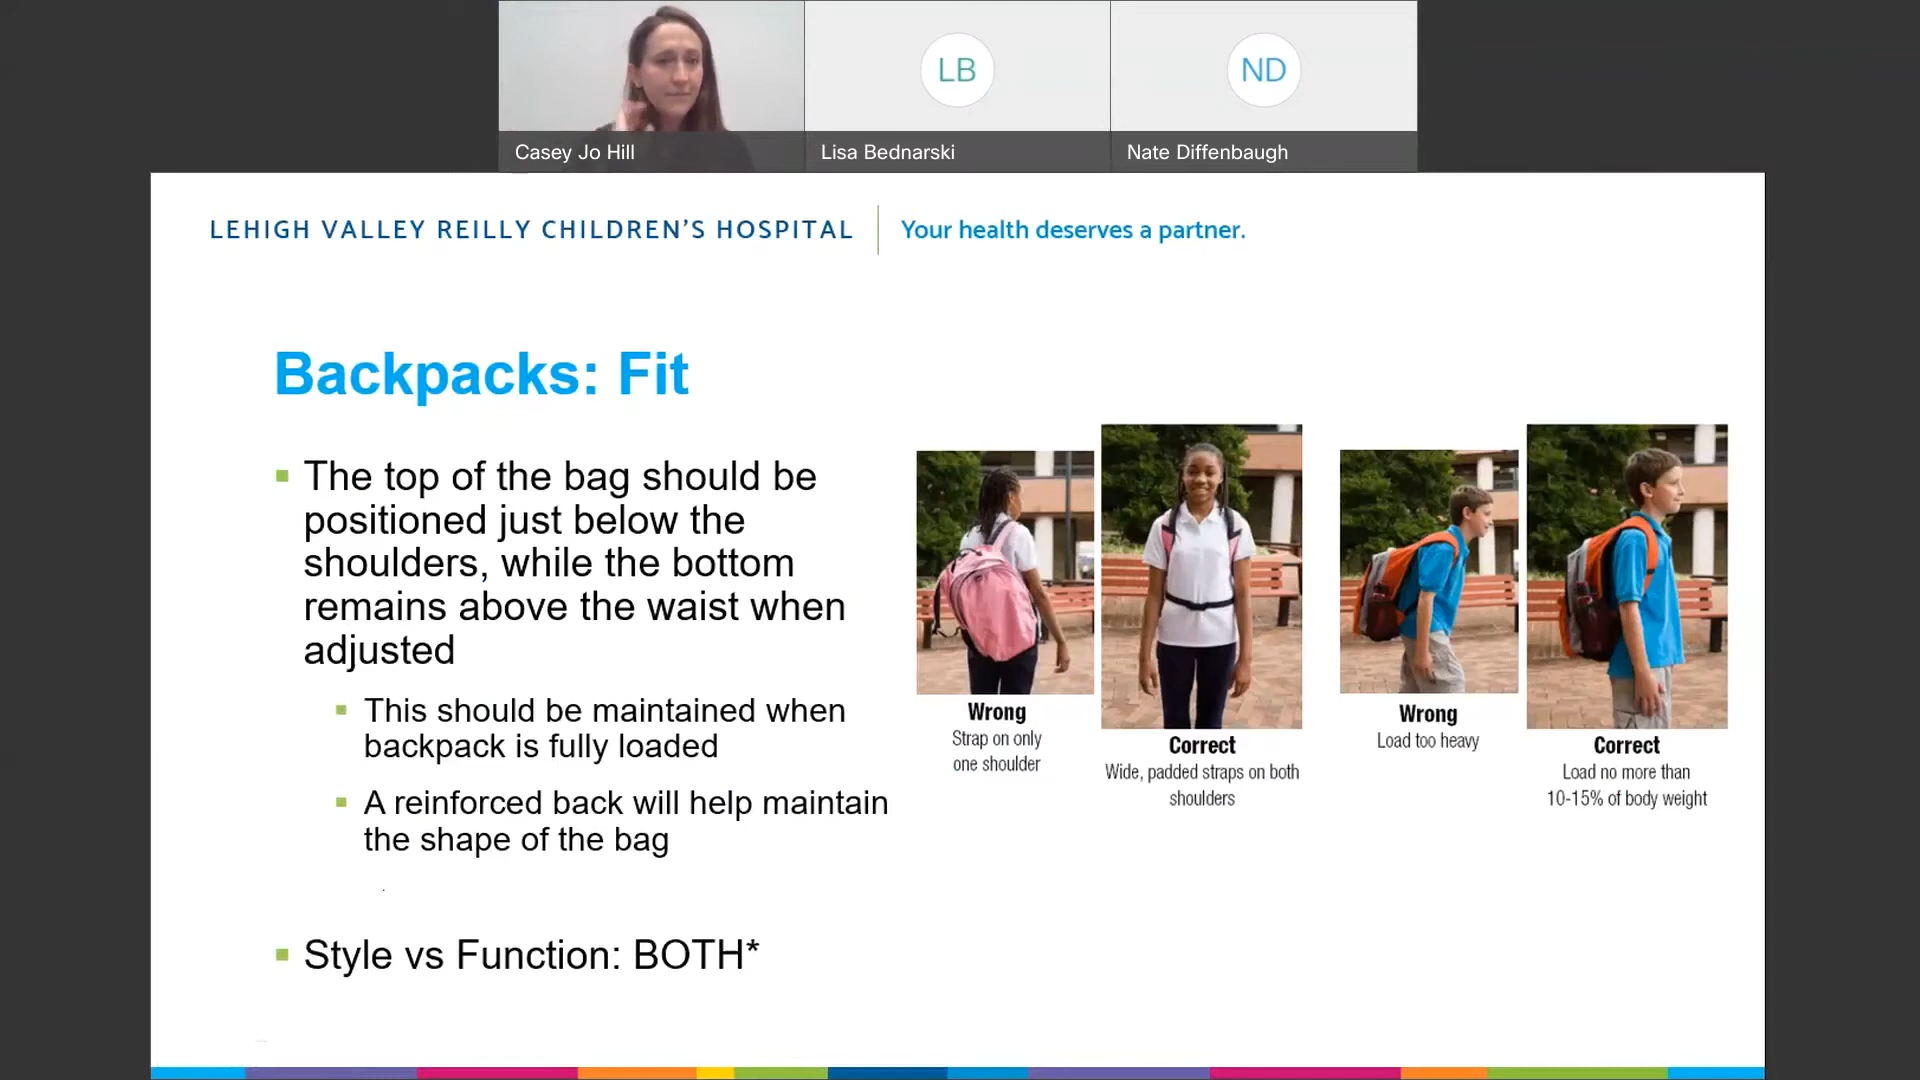 LB
ND
Casey Jo Hill
Lisa Bednarski
Nate Diffenbaugh
LEHIGH VALLEY REILLY CHILDREN'S HOSPITAL
Your health deserves a partner.
Backpacks: Fit
The top of the bag should be
positioned just below the
shoulders, while the bottom
remains above the waist when
adjusted
This should be maintained when
backpack is fully loaded
A reinforced back will help maintain
the shape of the bag
Style vs Function: BOTH*
Wrong
Strap on only
one shoulder
Correct
Wide, padded straps on both
shoulders
Wrong
Load too heavy
Correct
Load no more than
10-15% of body weight